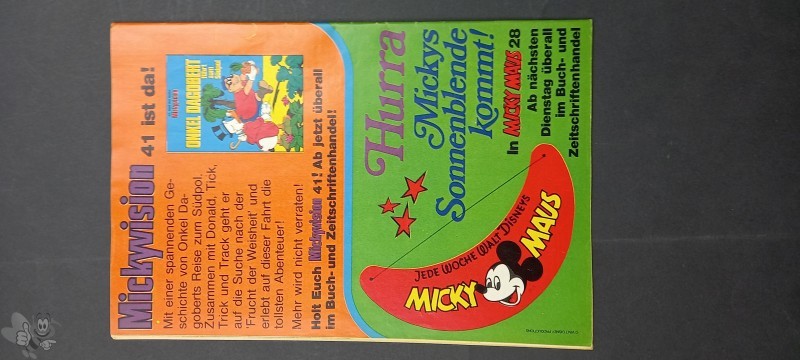 Mickyvision 41 ist da!
Mit einer spannenden Ge-
schichte von Onkel Da-
goberts Reise zum Südpol.
Zusammen mit Donald, Tick,
Trick und Track geht er
auf die Suche nach der
'Frucht der Weisheit' und
erlebt auf dieser Fahrt die
tollsten Abenteuer!
Mehr wird nicht verraten!
Holt Euch Mickyvision 41! Ab jetzt überall
im Buch- und Zeitschriftenhandel!
ONKEL DAGOBERT
Hurra
Mickys
Sonnenblende
kommt!
In MICKY MAUS 28
Ab nächsten
Dienstag überall
im Buch- und
Zeitschriftenhandel
JEDE WOCHE WALT DISNEYS
MICKY MAUS